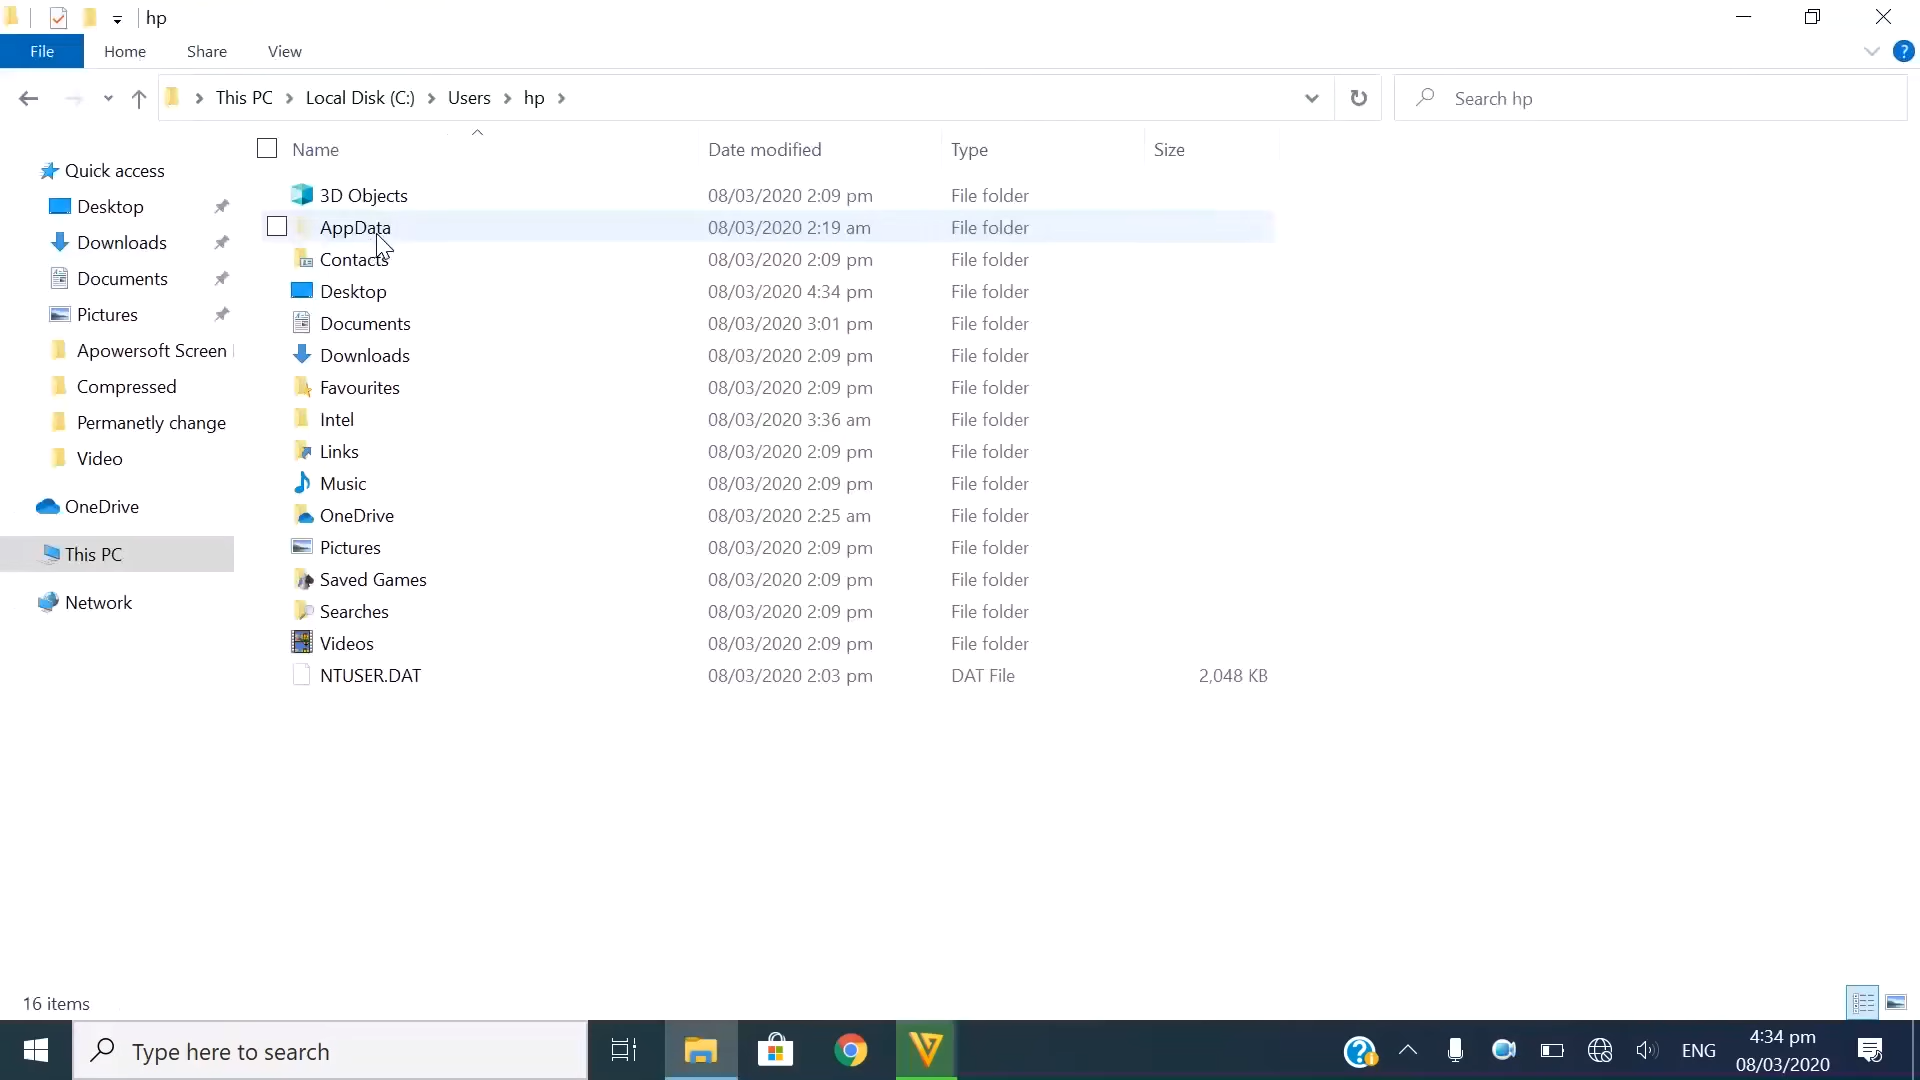 hp
File Home Share View
This PC Local Disk (C:) Users hp
Search hp
Name Date modified Type Size
Quick access
Desktop
Downloads
Documents
Pictures
Apowersoft Screen
Compressed
Permanetly change
Video
OneDrive
This PC
Network
3D Objects 08/03/2020 2:09 pm File folder
AppData 08/03/2020 2:19 am File folder
Contacts 08/03/2020 2:09 pm File folder
Desktop 08/03/2020 4:34 pm File folder
Documents 08/03/2020 3:01 pm File folder
Downloads 08/03/2020 2:09 pm File folder
Favourites 08/03/2020 2:09 pm File folder
Intel 08/03/2020 3:36 am File folder
Links 08/03/2020 2:09 pm File folder
Music 08/03/2020 2:09 pm File folder
OneDrive 08/03/2020 2:25 am File folder
Pictures 08/03/2020 2:09 pm File folder
Saved Games 08/03/2020 2:09 pm File folder
Searches 08/03/2020 2:09 pm File folder
Videos 08/03/2020 2:09 pm File folder
NTUSER.DAT 08/03/2020 2:03 pm DAT File 2,048 KB
16 items
Type here to search
ENG
4:34 pm
08/03/2020